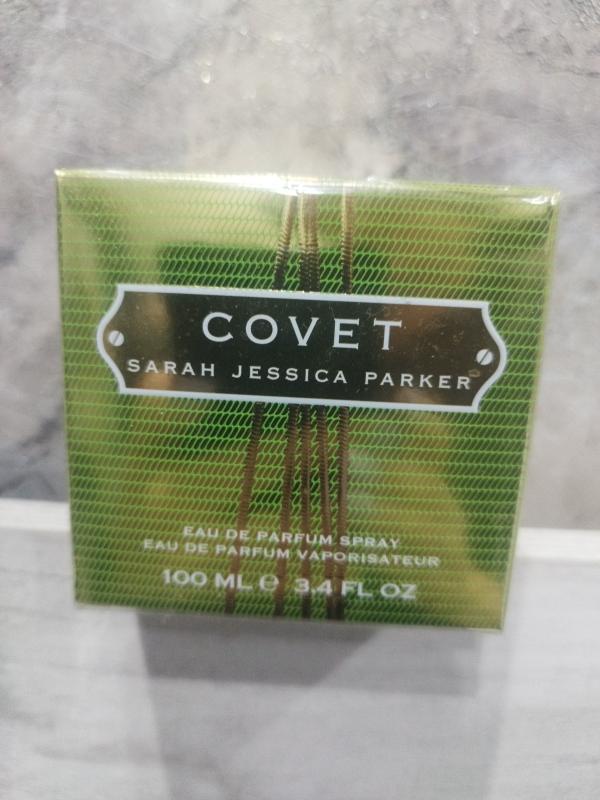 COVET
SARAH JESSICA PARKER
EAU DE PARFUM SPRAY
EAU DE PARFUM VAPORISATEUR
100 ML ℮ 3.4 FL OZ